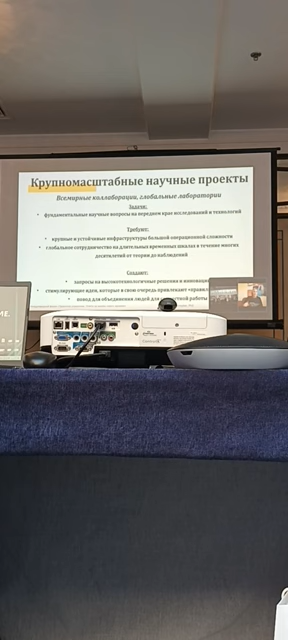 Крупномасштабные научные проекты
Всемирные коллаборации, глобальные лаборатории
Задачи:
• фундаментальные научные вопросы на переднем крае исследований и технологий
Требуют:
• крупные и устойчивые инфраструктуры большой операционной сложности
• глобальное сотрудничество на длительных временных шкалах в течение многих
десятилетий от теории до наблюдений
Создают:
• запросы на высокотехнологичные решения и инновации
• стимулирующие идеи, которые в свою очередь привлекают
• повод для объединения людей для работы
ИЕ.